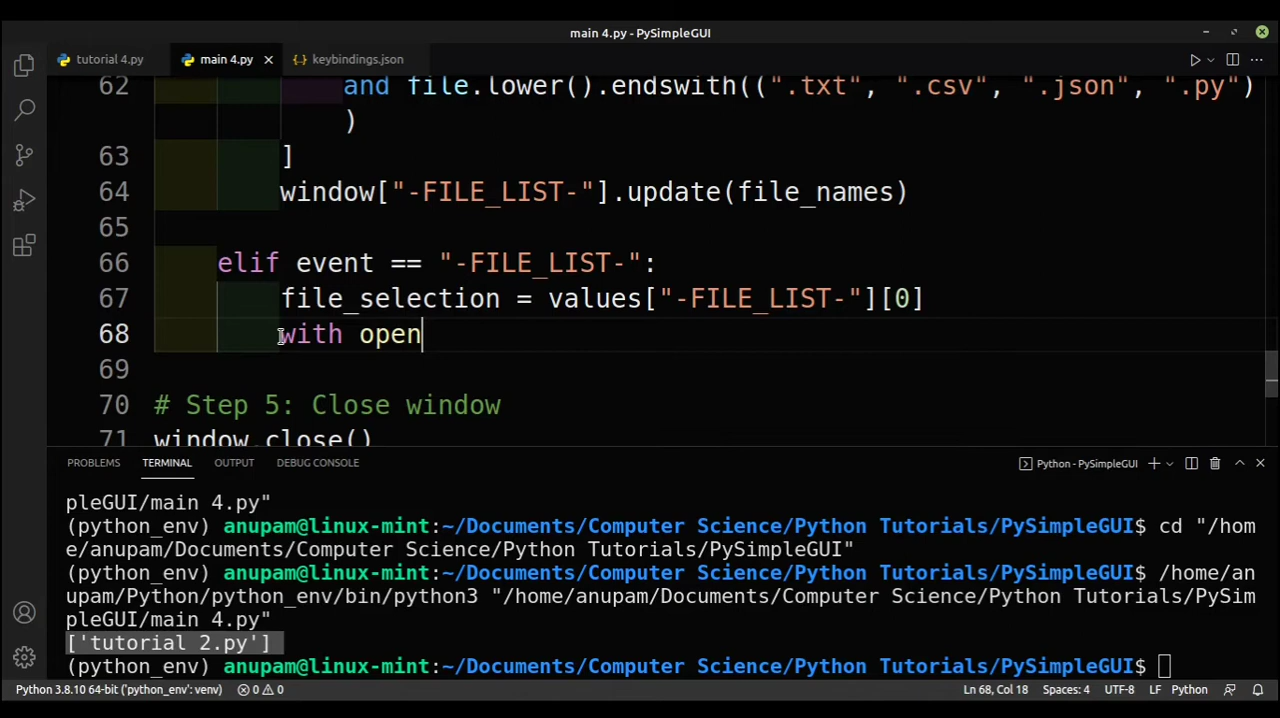 main 4.py - PySimpleGUI
tutorial 4.py
main 4.py
keybindings.json
62 and file.lower().endswith((".txt", ".csv", ".json", ".py")
)
63 ]
64 window["-FILE_LIST-"].update(file_names)
65
66 elif event == "-FILE_LIST-":
67 file_selection = values["-FILE_LIST-"][0]
68 with open
69
70 # Step 5: Close window
71 window.close()
PROBLEMS TERMINAL OUTPUT DEBUG CONSOLE
Python - PySimpleGUI
pleGUI/main 4.py"
(python_env) anupam@linux-mint:~/Documents/Computer Science/Python Tutorials/PySimpleGUI$ cd "/hom
e/anupam/Documents/Computer Science/Python Tutorials/PySimpleGUI"
(python_env) anupam@linux-mint:~/Documents/Computer Science/Python Tutorials/PySimpleGUI$ /home/an
upam/Python/python_env/bin/python3 "/home/anupam/Documents/Computer Science/Python Tutorials/PySim
pleGUI/main 4.py"
['tutorial 2.py']
(python_env) anupam@linux-mint:~/Documents/Computer Science/Python Tutorials/PySimpleGUI$
Python 3.8.10 64-bit ('python_env': venv) 0 0 Ln 68, Col 18 Spaces: 4 UTF-8 LF Python